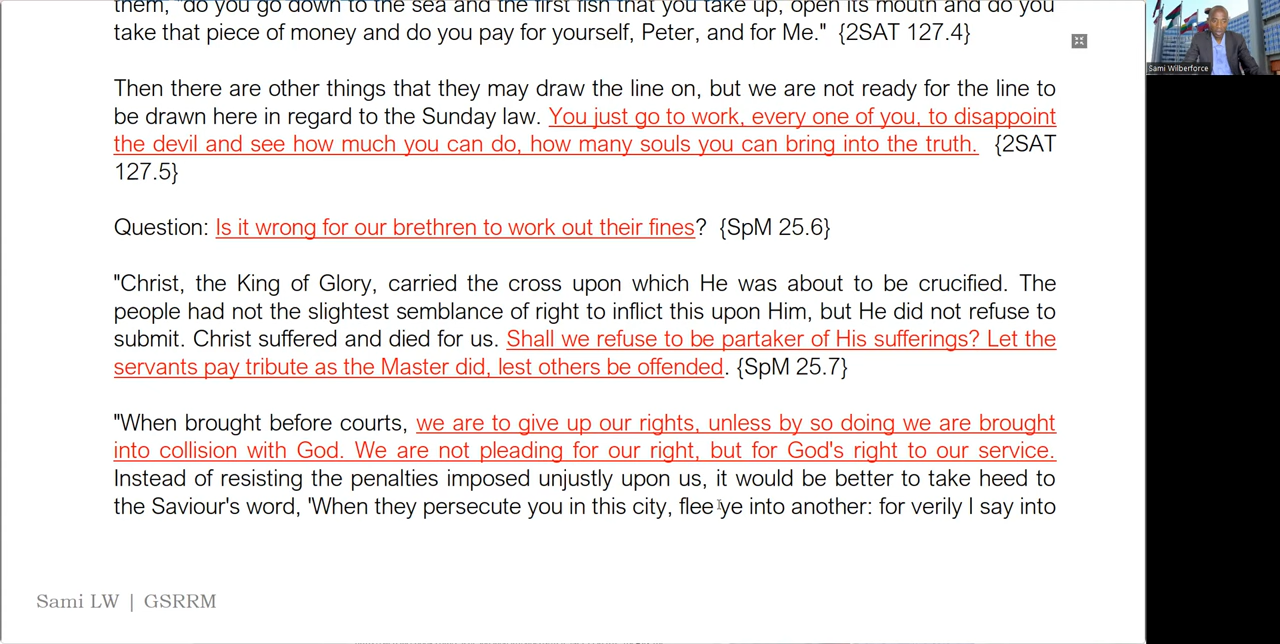 them, "do you go down to the sea and the first fish that you take up, open its mouth and do you
take that piece of money and do you pay for yourself, Peter, and for Me." {2SAT 127.4}
Then there are other things that they may draw the line on, but we are not ready for the line to
be drawn here in regard to the Sunday law. You just go to work, every one of you, to disappoint
the devil and see how much you can do, how many souls you can bring into the truth. {2SAT
127.5}
Question: Is it wrong for our brethren to work out their fines? {SpM 25.6}
"Christ, the King of Glory, carried the cross upon which He was about to be crucified. The
people had not the slightest semblance of right to inflict this upon Him, but He did not refuse to
submit. Christ suffered and died for us. Shall we refuse to be partaker of His sufferings? Let the
servants pay tribute as the Master did, lest others be offended. {SpM 25.7}
"When brought before courts, we are to give up our rights, unless by so doing we are brought
into collision with God. We are not pleading for our right, but for God's right to our service.
Instead of resisting the penalties imposed unjustly upon us, it would be better to take heed to
the Saviour's word, 'When they persecute you in this city, flee ye into another: for verily I say into
Sami LW | GSRRM
Sami Wilberforce